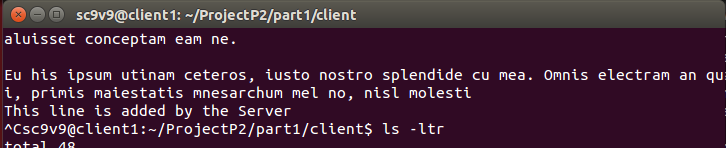 sc9v9@client1: ~/ProjectP2/part1/client
aluisset conceptam eam ne.
Eu his ipsum utinam ceteros, iusto nostro splendide cu mea. Omnis electram an qu
i, primis maiestatis mnesarchum mel no, nisl molesti
This line is added by the Server
^Csc9v9@client1:~/ProjectP2/part1/client$ ls -ltr
total 48